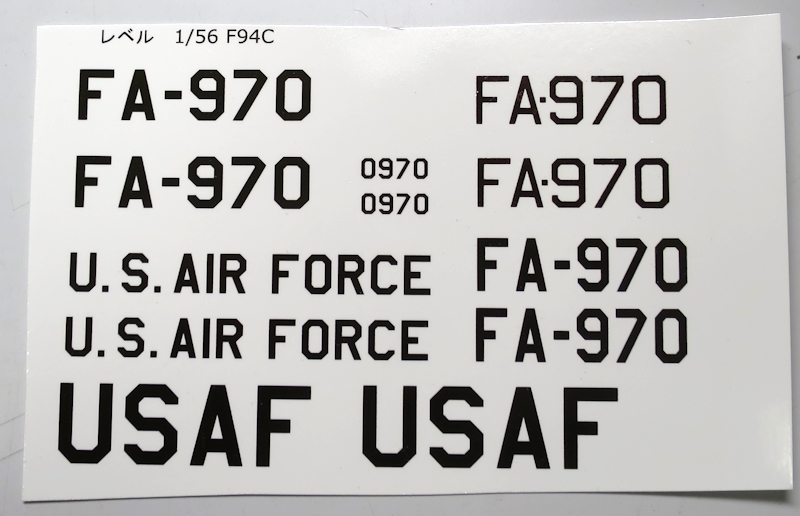 レベル 1/56 F94C
FA-970 FA-970
FA-970 0970 FA-970
0970
U.S.AIR FORCE FA-970
U.S.AIR FORCE FA-970
USAF USAF